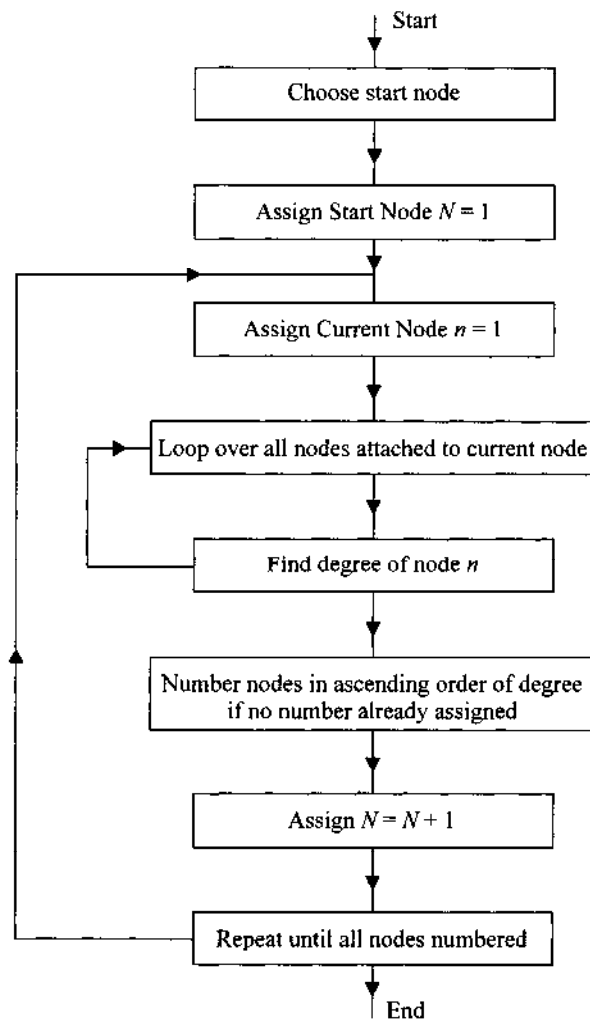 Start
Choose start node
Assign Start Node N = 1
Assign Current Node n = 1
Loop over all nodes attached to current node
Find degree of node n
Number nodes in ascending order of degree
if no number already assigned
Assign N = N + 1
Repeat until all nodes numbered
End